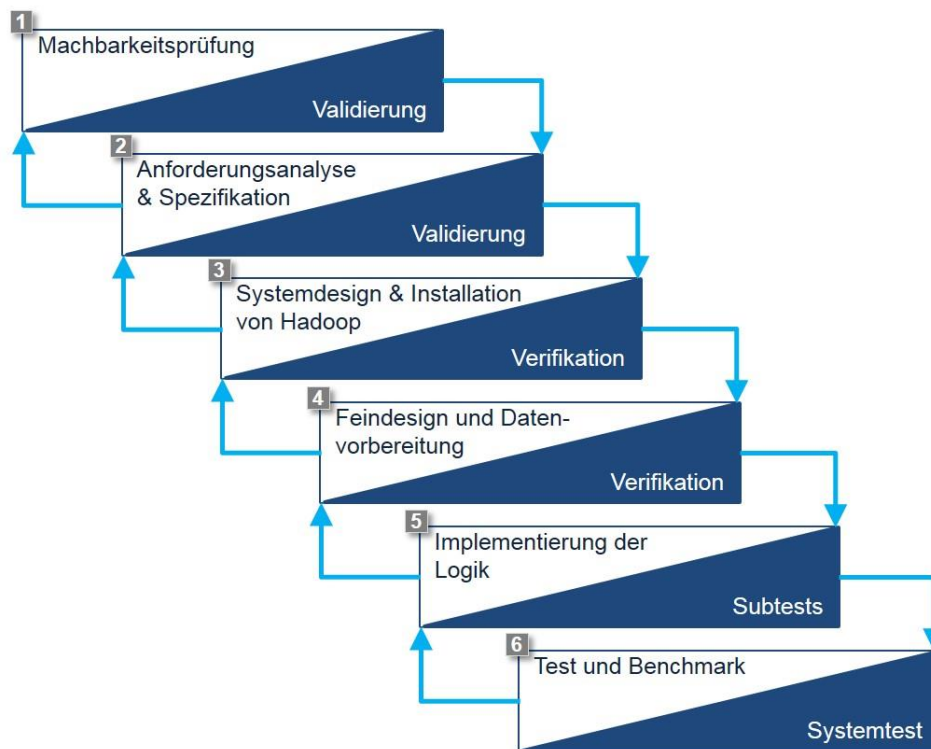 1
Machbarkeitsprüfung
Validierung
2
Anforderungsanalyse
& Spezifikation
Validierung
3
Systemdesign & Installation
von Hadoop
Verifikation
4
Feindesign und Daten-
vorbereitung
Verifikation
5
Implementierung der
Logik
Subtests
6
Test und Benchmark
Systemtest